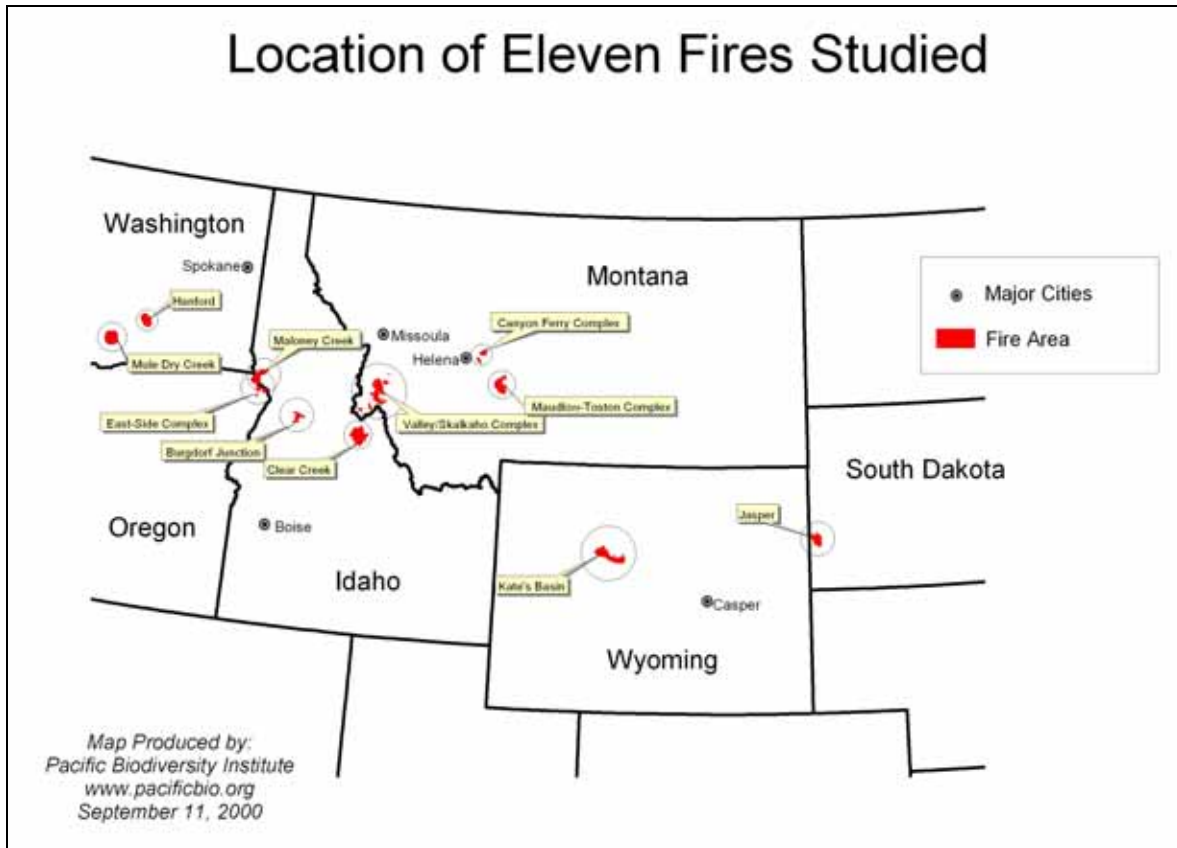 Location of Eleven Fires Studied
Washington
Spokane
Montana
Major Cities
Hanford
Canyon Ferry Complex
Missoula
Maloney Creek
Helena
Fire Area
Mule Dry Creek
Maudlow-Toston Complex
East-Side Complex
Valley/Skalkaho Complex
Burgdorf Junction
Clear Creek
South Dakota
Jasper
Oregon
Boise
Idaho
Kate's Basin
Casper
Wyoming
Map Produced by:
Pacific Biodiversity Institute
www.pacificbio.org
September 11, 2000